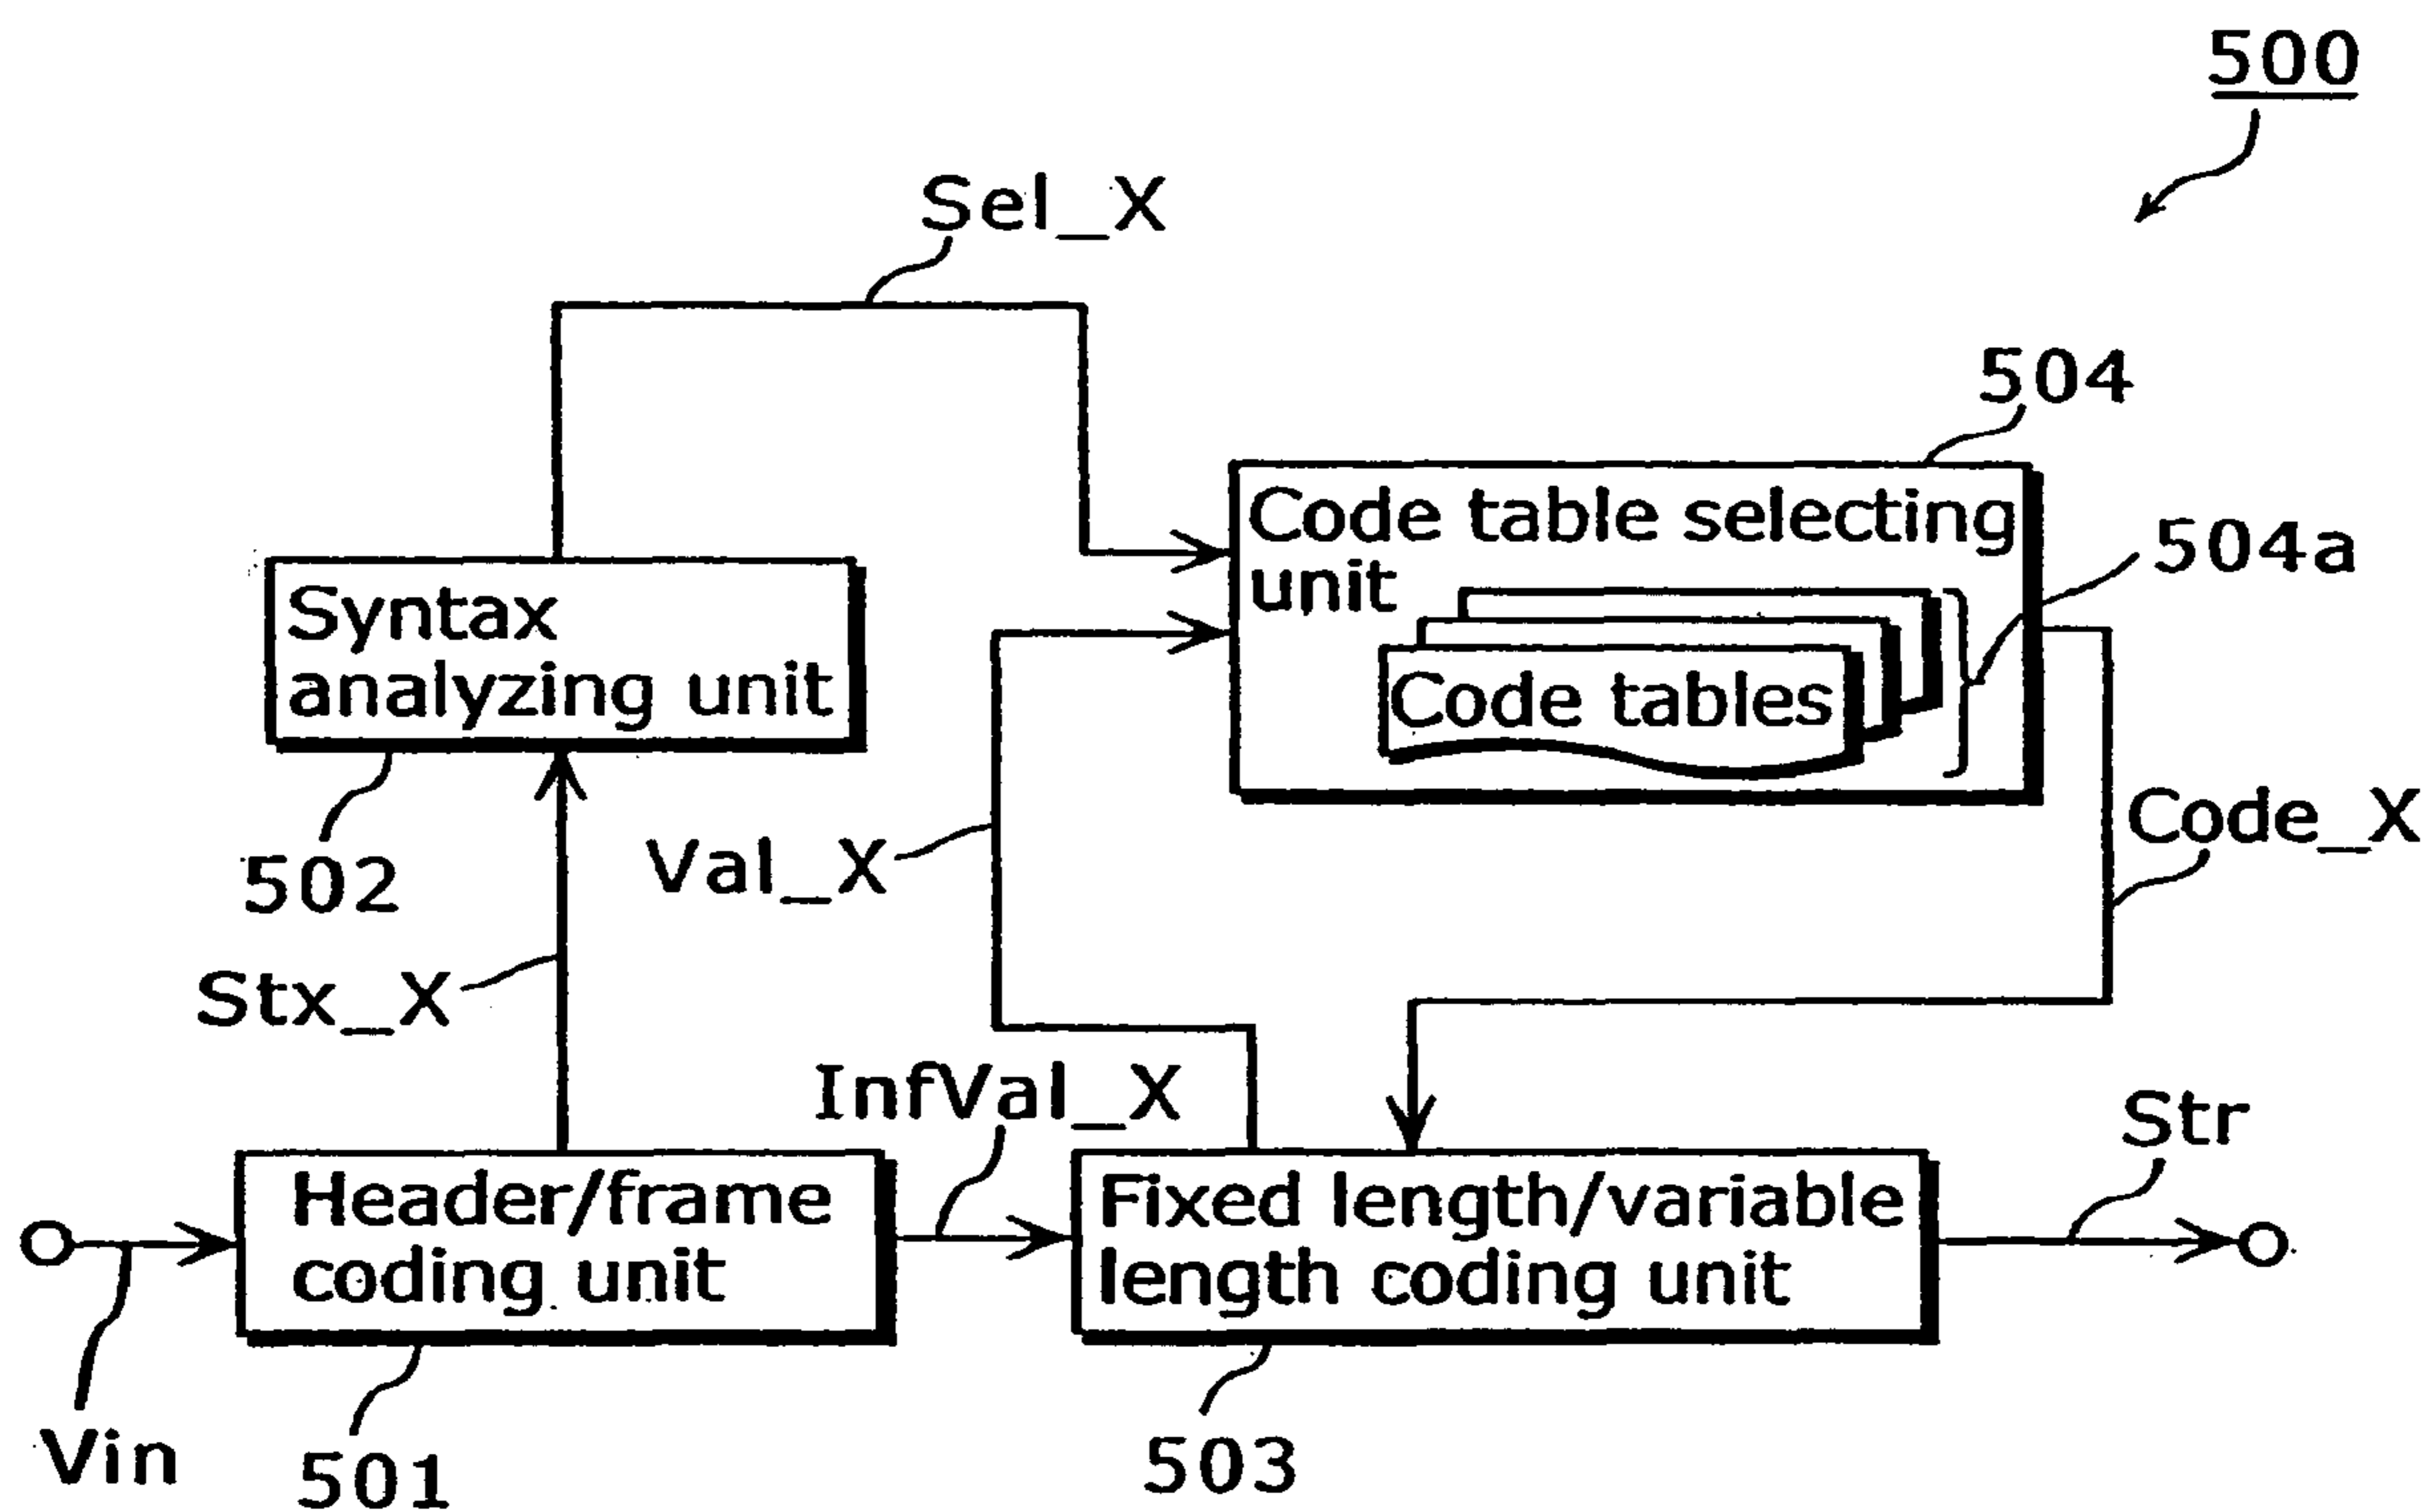 500
Sel_X
504
Code table selecting
unit
504a
Code tables
Syntax
analyzing unit
502
Val_X
Code_X
Stx_X
InfVal_X
Str
Header/frame
coding unit
Fixed length/variable
length coding unit
Vin
501
503